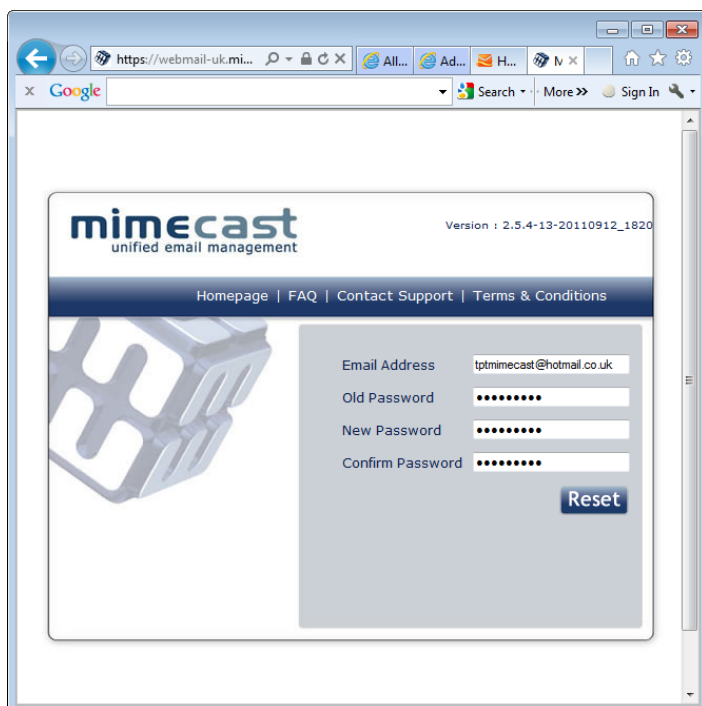 https://webmail-uk.mi...
All...
Ad...
H...
M
x Google
Search
More >>
Sign In
mimecast
unified email management
Version : 2.5.4-13-20110912_1820
Homepage | FAQ | Contact Support | Terms & Conditions
Email Address tptmimecast@hotmail.co.uk
Old Password •••••••••
New Password •••••••••
Confirm Password •••••••••
Reset